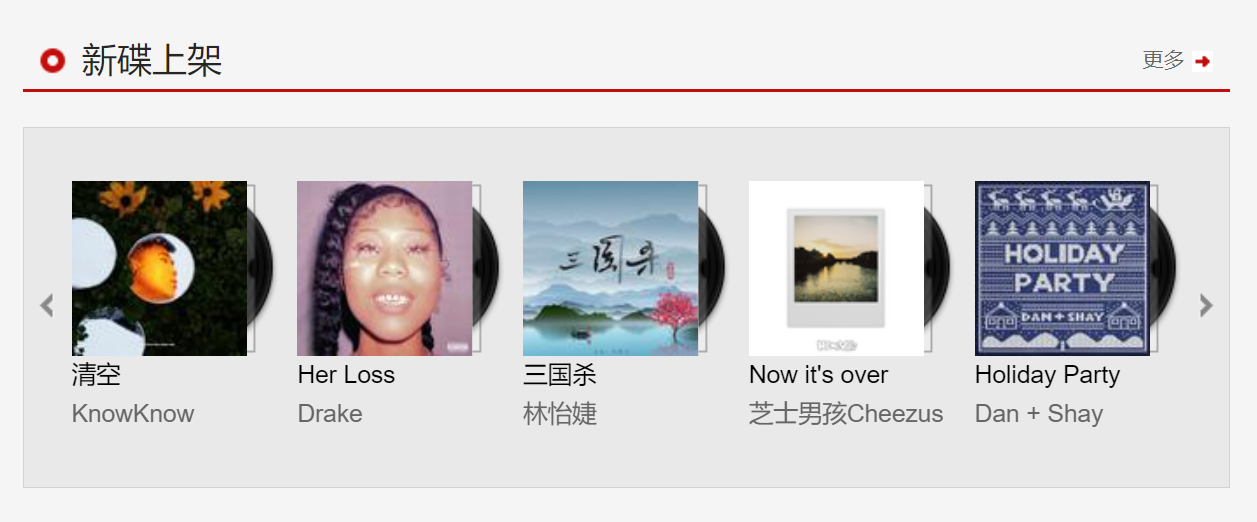 新碟上架
更多
三国杀
HOLIDAY
PARTY
DAN + SHAY
清空
Her Loss
三国杀
Now it's over
Holiday Party
KnowKnow
Drake
林怡婕
芝士男孩Cheezus
Dan + Shay